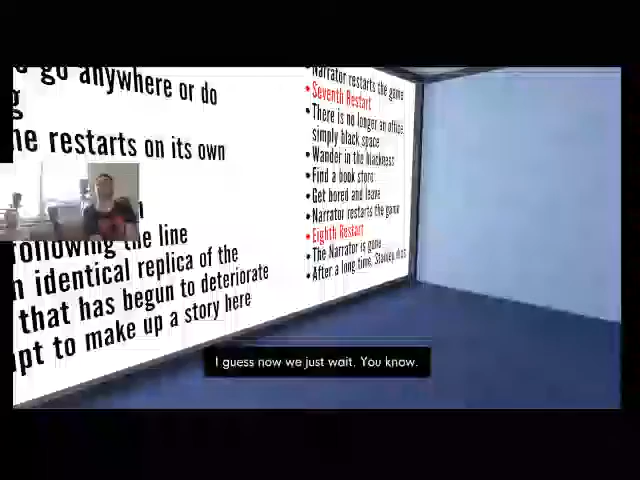 go anywhere or do
g
ne restarts on its own
following the line
n identical replica of the
that has begun to deteriorate
pt to make up a story here
Narrator restarts the game
• Seventh Restart
• There is no longer an office
simply black space
• Wander in the blackness
• Find a book store
• Get bored and leave
• Narrator restarts the game
• Eighth Restart
• The Narrator is gone
• After a long time, Stanley dies
I guess now we just wait. You know.